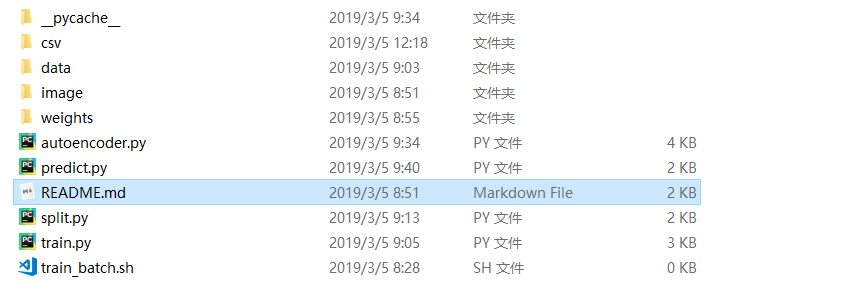 __pycache__ 2019/3/5 9:34 文件夹
csv 2019/3/5 12:18 文件夹
data 2019/3/5 9:03 文件夹
image 2019/3/5 8:51 文件夹
weights 2019/3/5 8:55 文件夹
autoencoder.py 2019/3/5 9:34 PY 文件 4 KB
predict.py 2019/3/5 9:40 PY 文件 2 KB
README.md 2019/3/5 8:51 Markdown File 2 KB
split.py 2019/3/5 9:13 PY 文件 2 KB
train.py 2019/3/5 9:05 PY 文件 3 KB
train_batch.sh 2019/3/5 8:28 SH 文件 0 KB